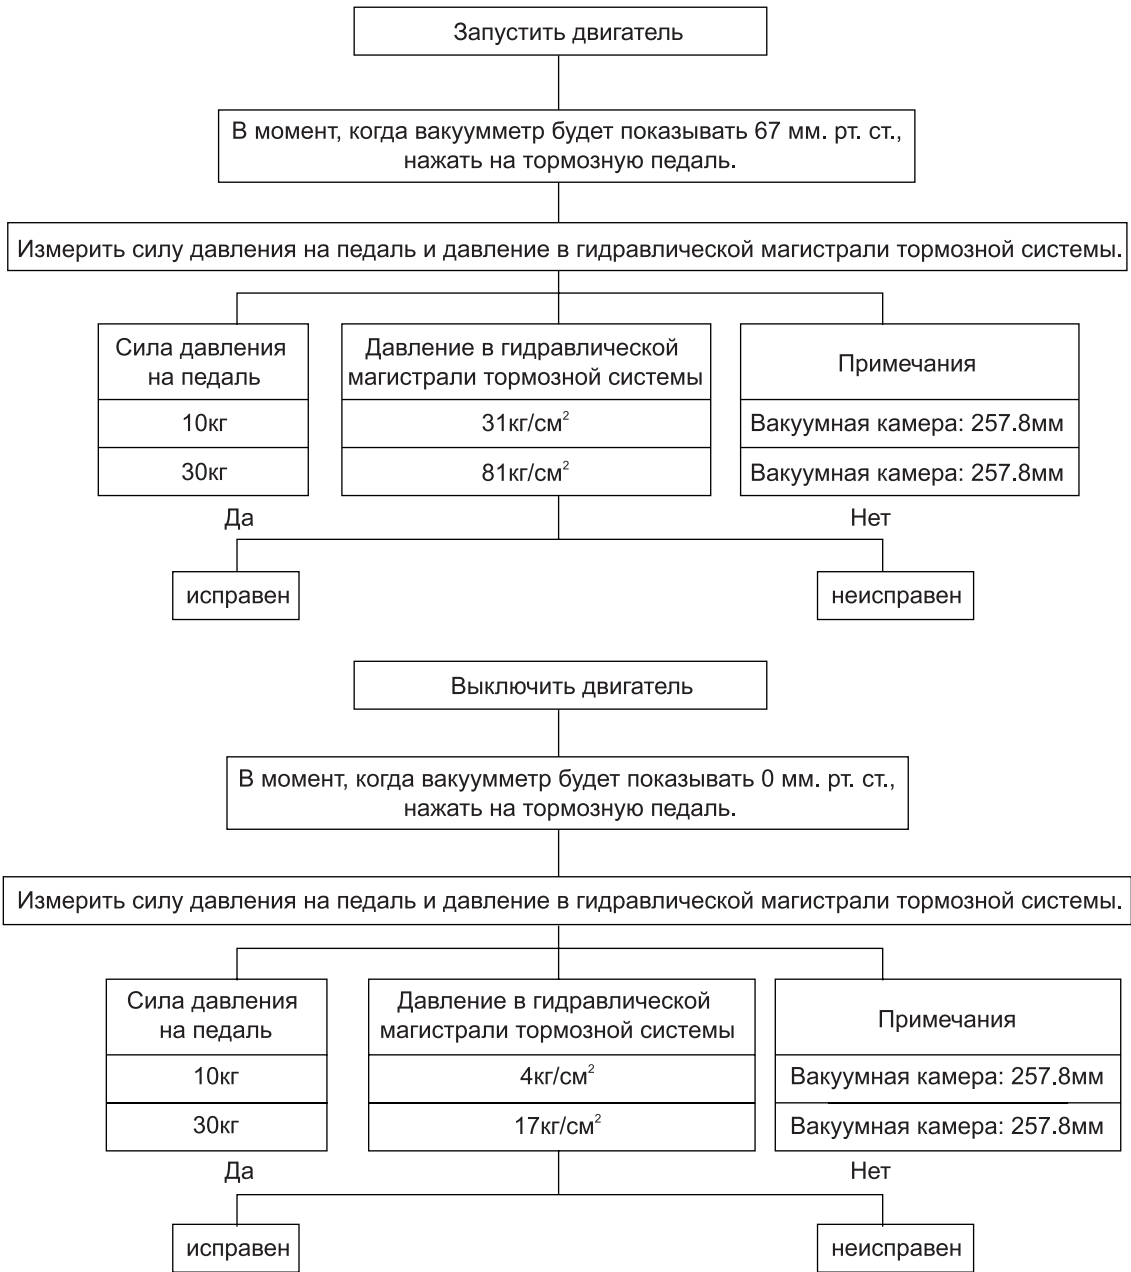 Запустить двигатель
В момент, когда вакуумметр будет показывать 67 мм. рт. ст.,
нажать на тормозную педаль.
Измерить силу давления на педаль и давление в гидравлической магистрали тормозной системы.
Сила давления
на педаль
Давление в гидравлической
магистрали тормозной системы
Примечания
10кг
31кг/см²
Вакуумная камера: 257.8мм
30кг
81кг/см²
Вакуумная камера: 257.8мм
Да
Нет
исправен
неисправен
Выключить двигатель
В момент, когда вакуумметр будет показывать 0 мм. рт. ст.,
нажать на тормозную педаль.
Измерить силу давления на педаль и давление в гидравлической магистрали тормозной системы.
Сила давления
на педаль
Давление в гидравлической
магистрали тормозной системы
Примечания
10кг
4кг/см²
Вакуумная камера: 257.8мм
30кг
17кг/см²
Вакуумная камера: 257.8мм
Да
Нет
исправен
неисправен